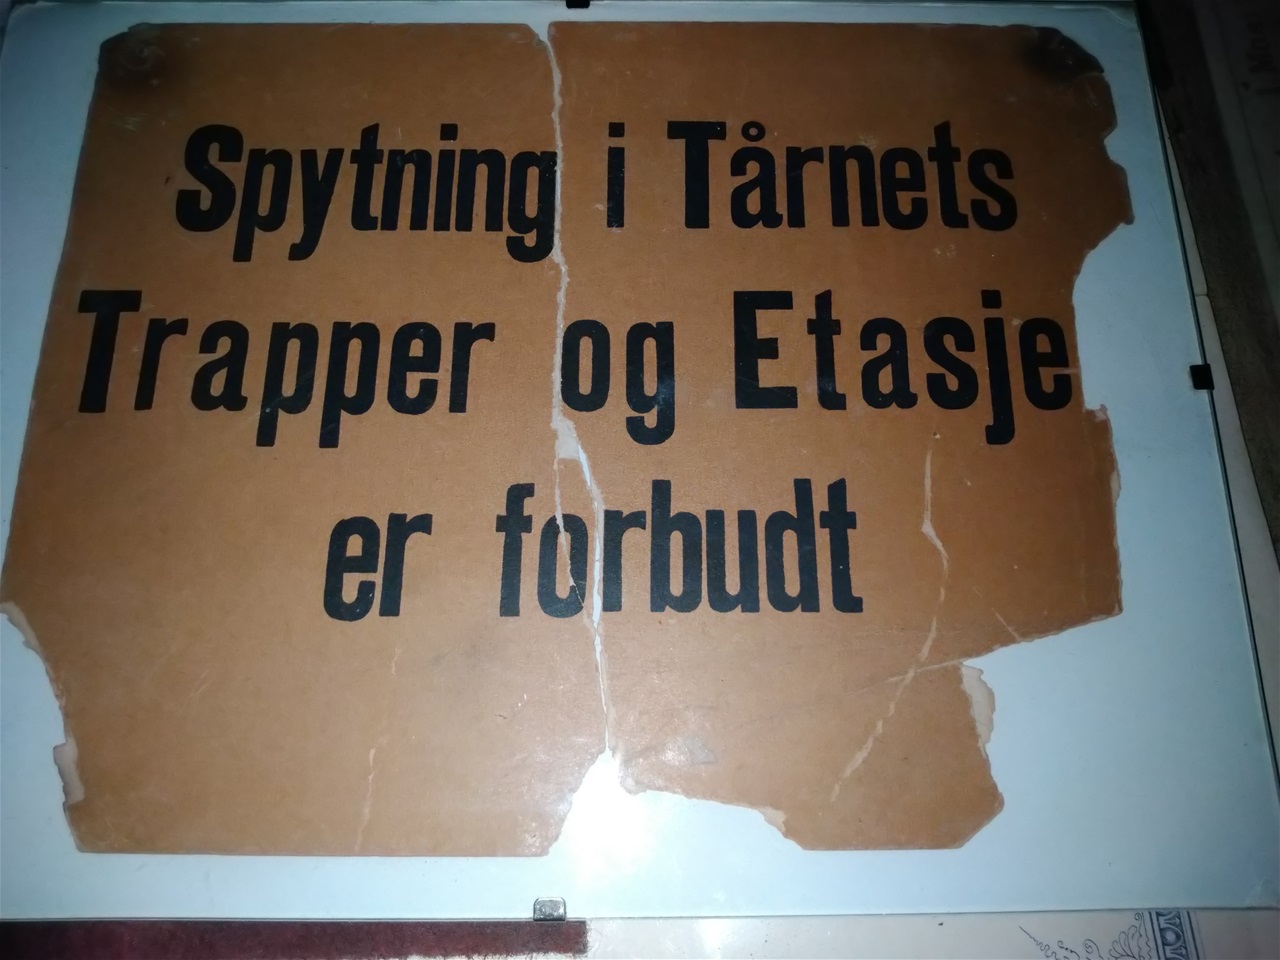 Spytning i Tårnets
Trapper og Etasje
er forbudt